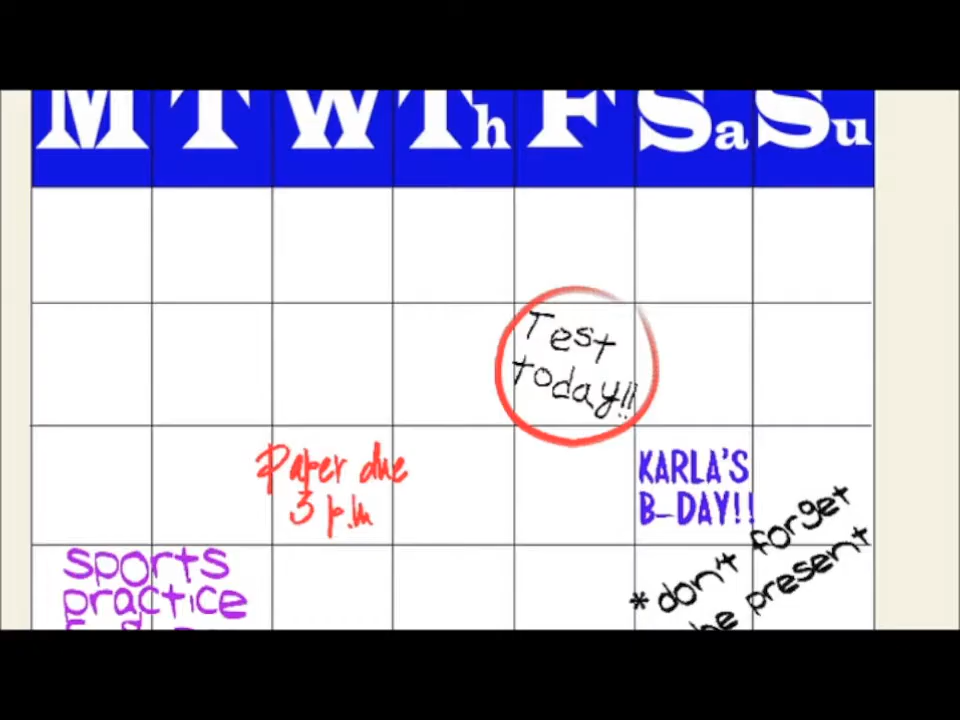 M T W Th F Sa Su
Test
today!!
Paper due
3 p.m
KARLA'S
B-DAY!!
*don't forget
the present
sports
practice